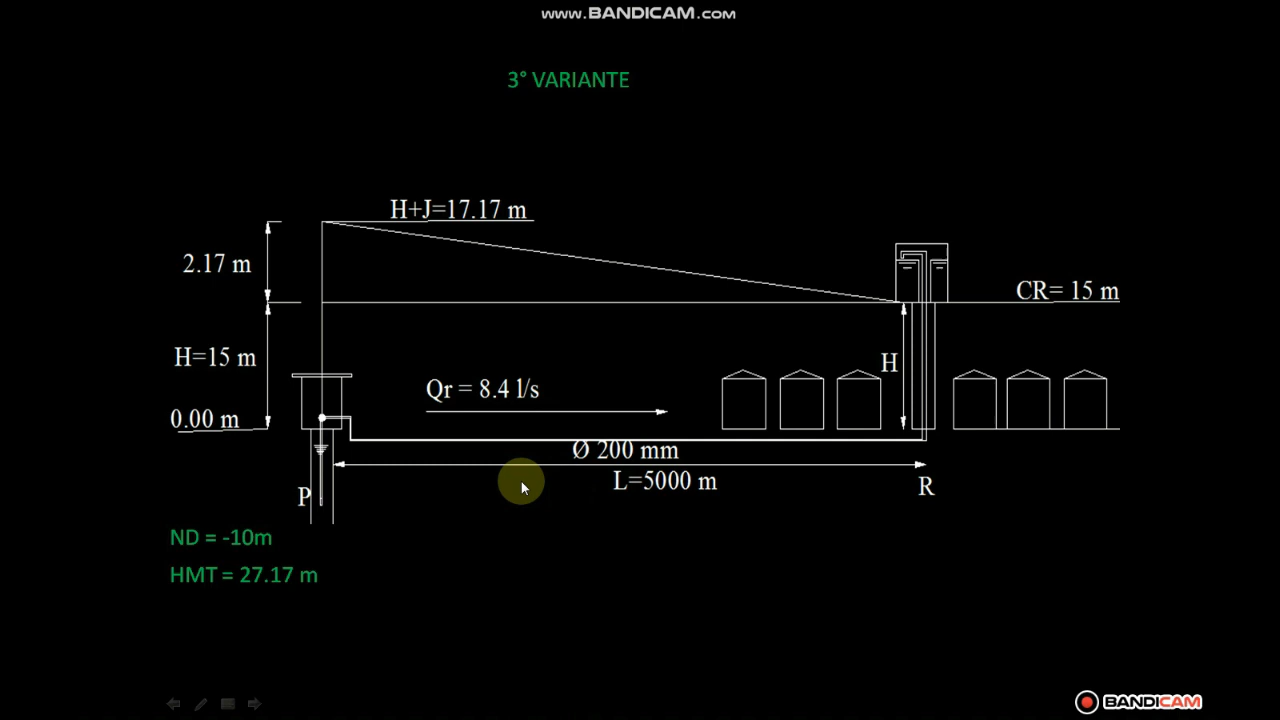 www.BANDICAM.com
3° VARIANTE
H+J=17.17 m
2.17 m
CR= 15 m
H=15 m
H
Qr = 8.4 l/s
0.00 m
Ø 200 mm
L=5000 m
P
R
ND = -10m
HMT = 27.17 m
BANDICAM